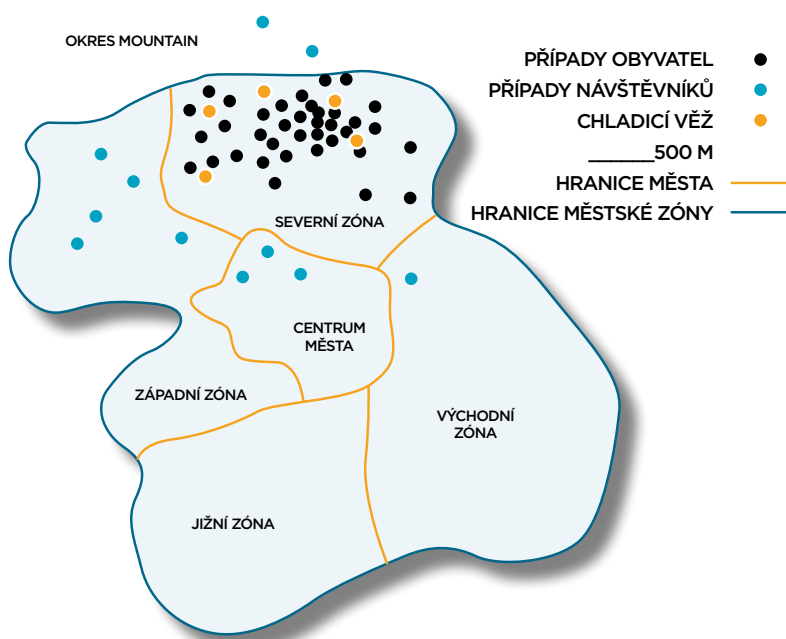 OKRES MOUNTAIN
PŘÍPADY OBYVATEL
PŘÍPADY NÁVŠTĚVNÍKŮ
CHLADICÍ VĚŽ
______500 M
HRANICE MĚSTA
HRANICE MĚSTSKÉ ZÓNY
SEVERNÍ ZÓNA
CENTRUM
MĚSTA
ZÁPADNÍ ZÓNA
VÝCHODNÍ
ZÓNA
JIŽNÍ ZÓNA